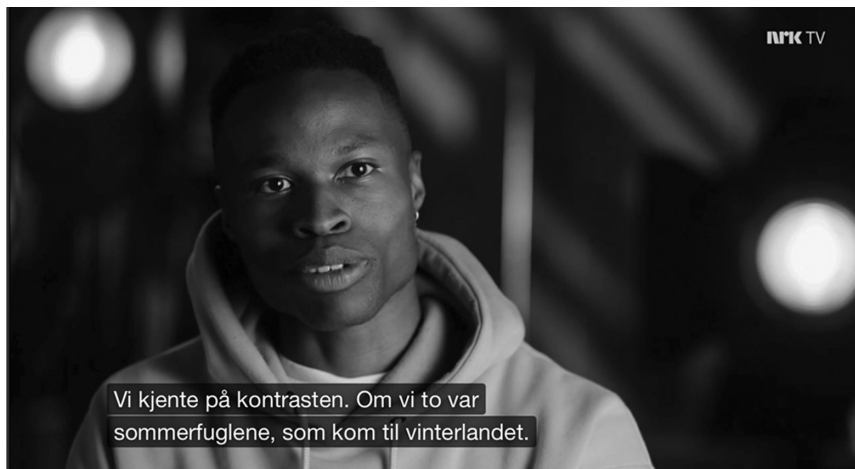 NRK TV
Vi kjente på kontrasten. Om vi to var
sommerfuglene, som kom til vinterlandet.